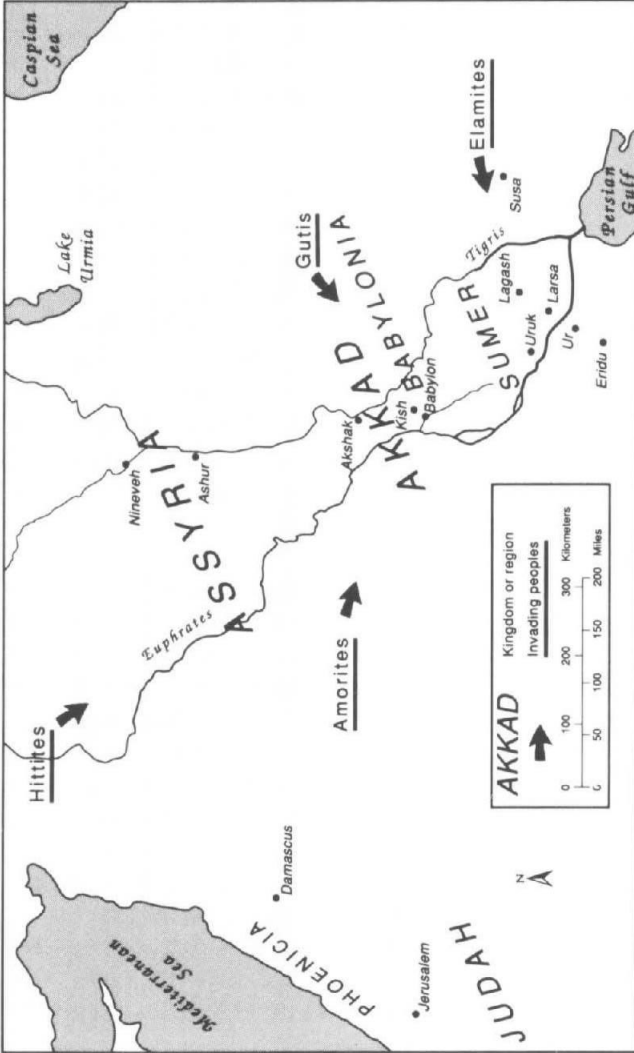 Caspian
Sea
Lake
Urmia
Hittites
Nineveh
ASSYRIA
Ashur
Euphrates
Gutis
Elamites
Amorites
Mediterranean
Sea
Damascus
PHOENICIA
Akshak
AKKAD
BABYLONIA
Kish
Babylon
Tigris
Susa
SUMER
Lagash
Uruk
Larsa
Ur
Eridu
Persian
Gulf
Jerusalem
JUDAH
N
AKKAD Kingdom or region
Invading peoples
0 100 200 300 Kilometers
0 50 100 150 200 Miles